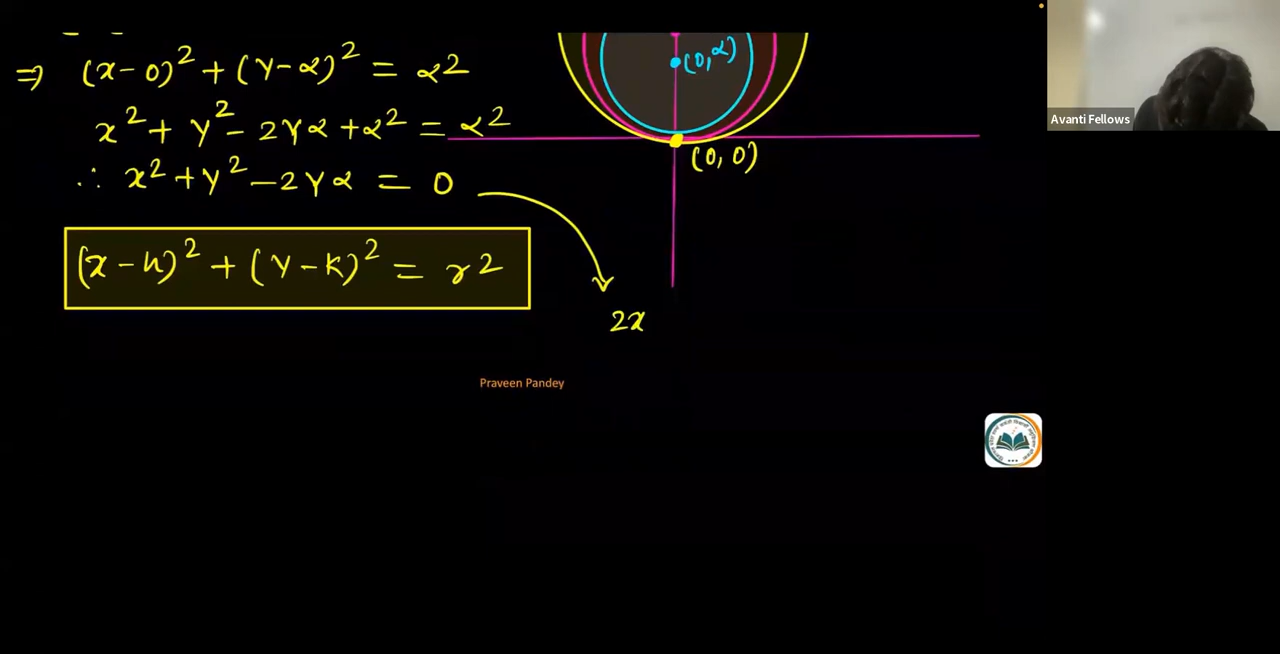 ⇒ (x-0)² + (y-α)² = α²
x² + y² - 2yα + α² = α²
∴ x² + y² - 2yα = 0
(x-h)² + (y-k)² = r²
2x
(0,α)
(0,0)
Praveen Pandey
Avanti Fellows